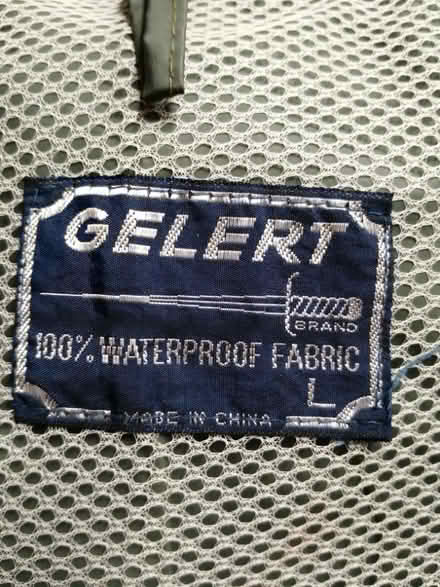 GELERT
BRAND
100% WATERPROOF FABRIC
L
MADE IN CHINA